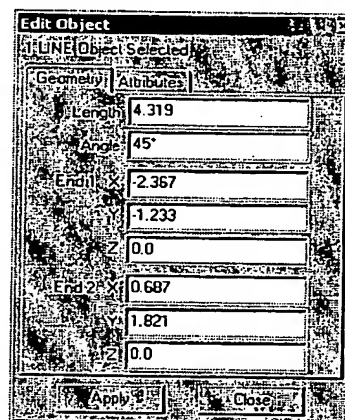 Edit Object
1 LINE Object Selected
Geometry Attributes
Length 4.319
Angle 45°
End 1 X -2.367
Y -1.233
Z 0.0
End 2 X 0.687
Y 1.821
Z 0.0
Apply Close